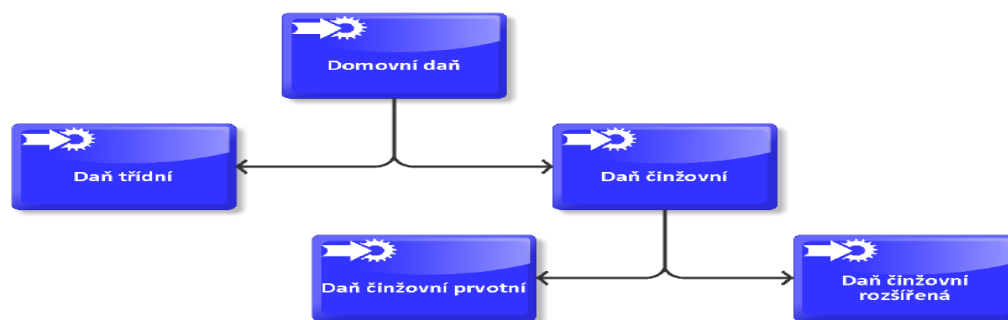 Domovní daň
Daň třídní
Daň činžovní
Daň činžovní prvotní
Daň činžovní
rozšířená